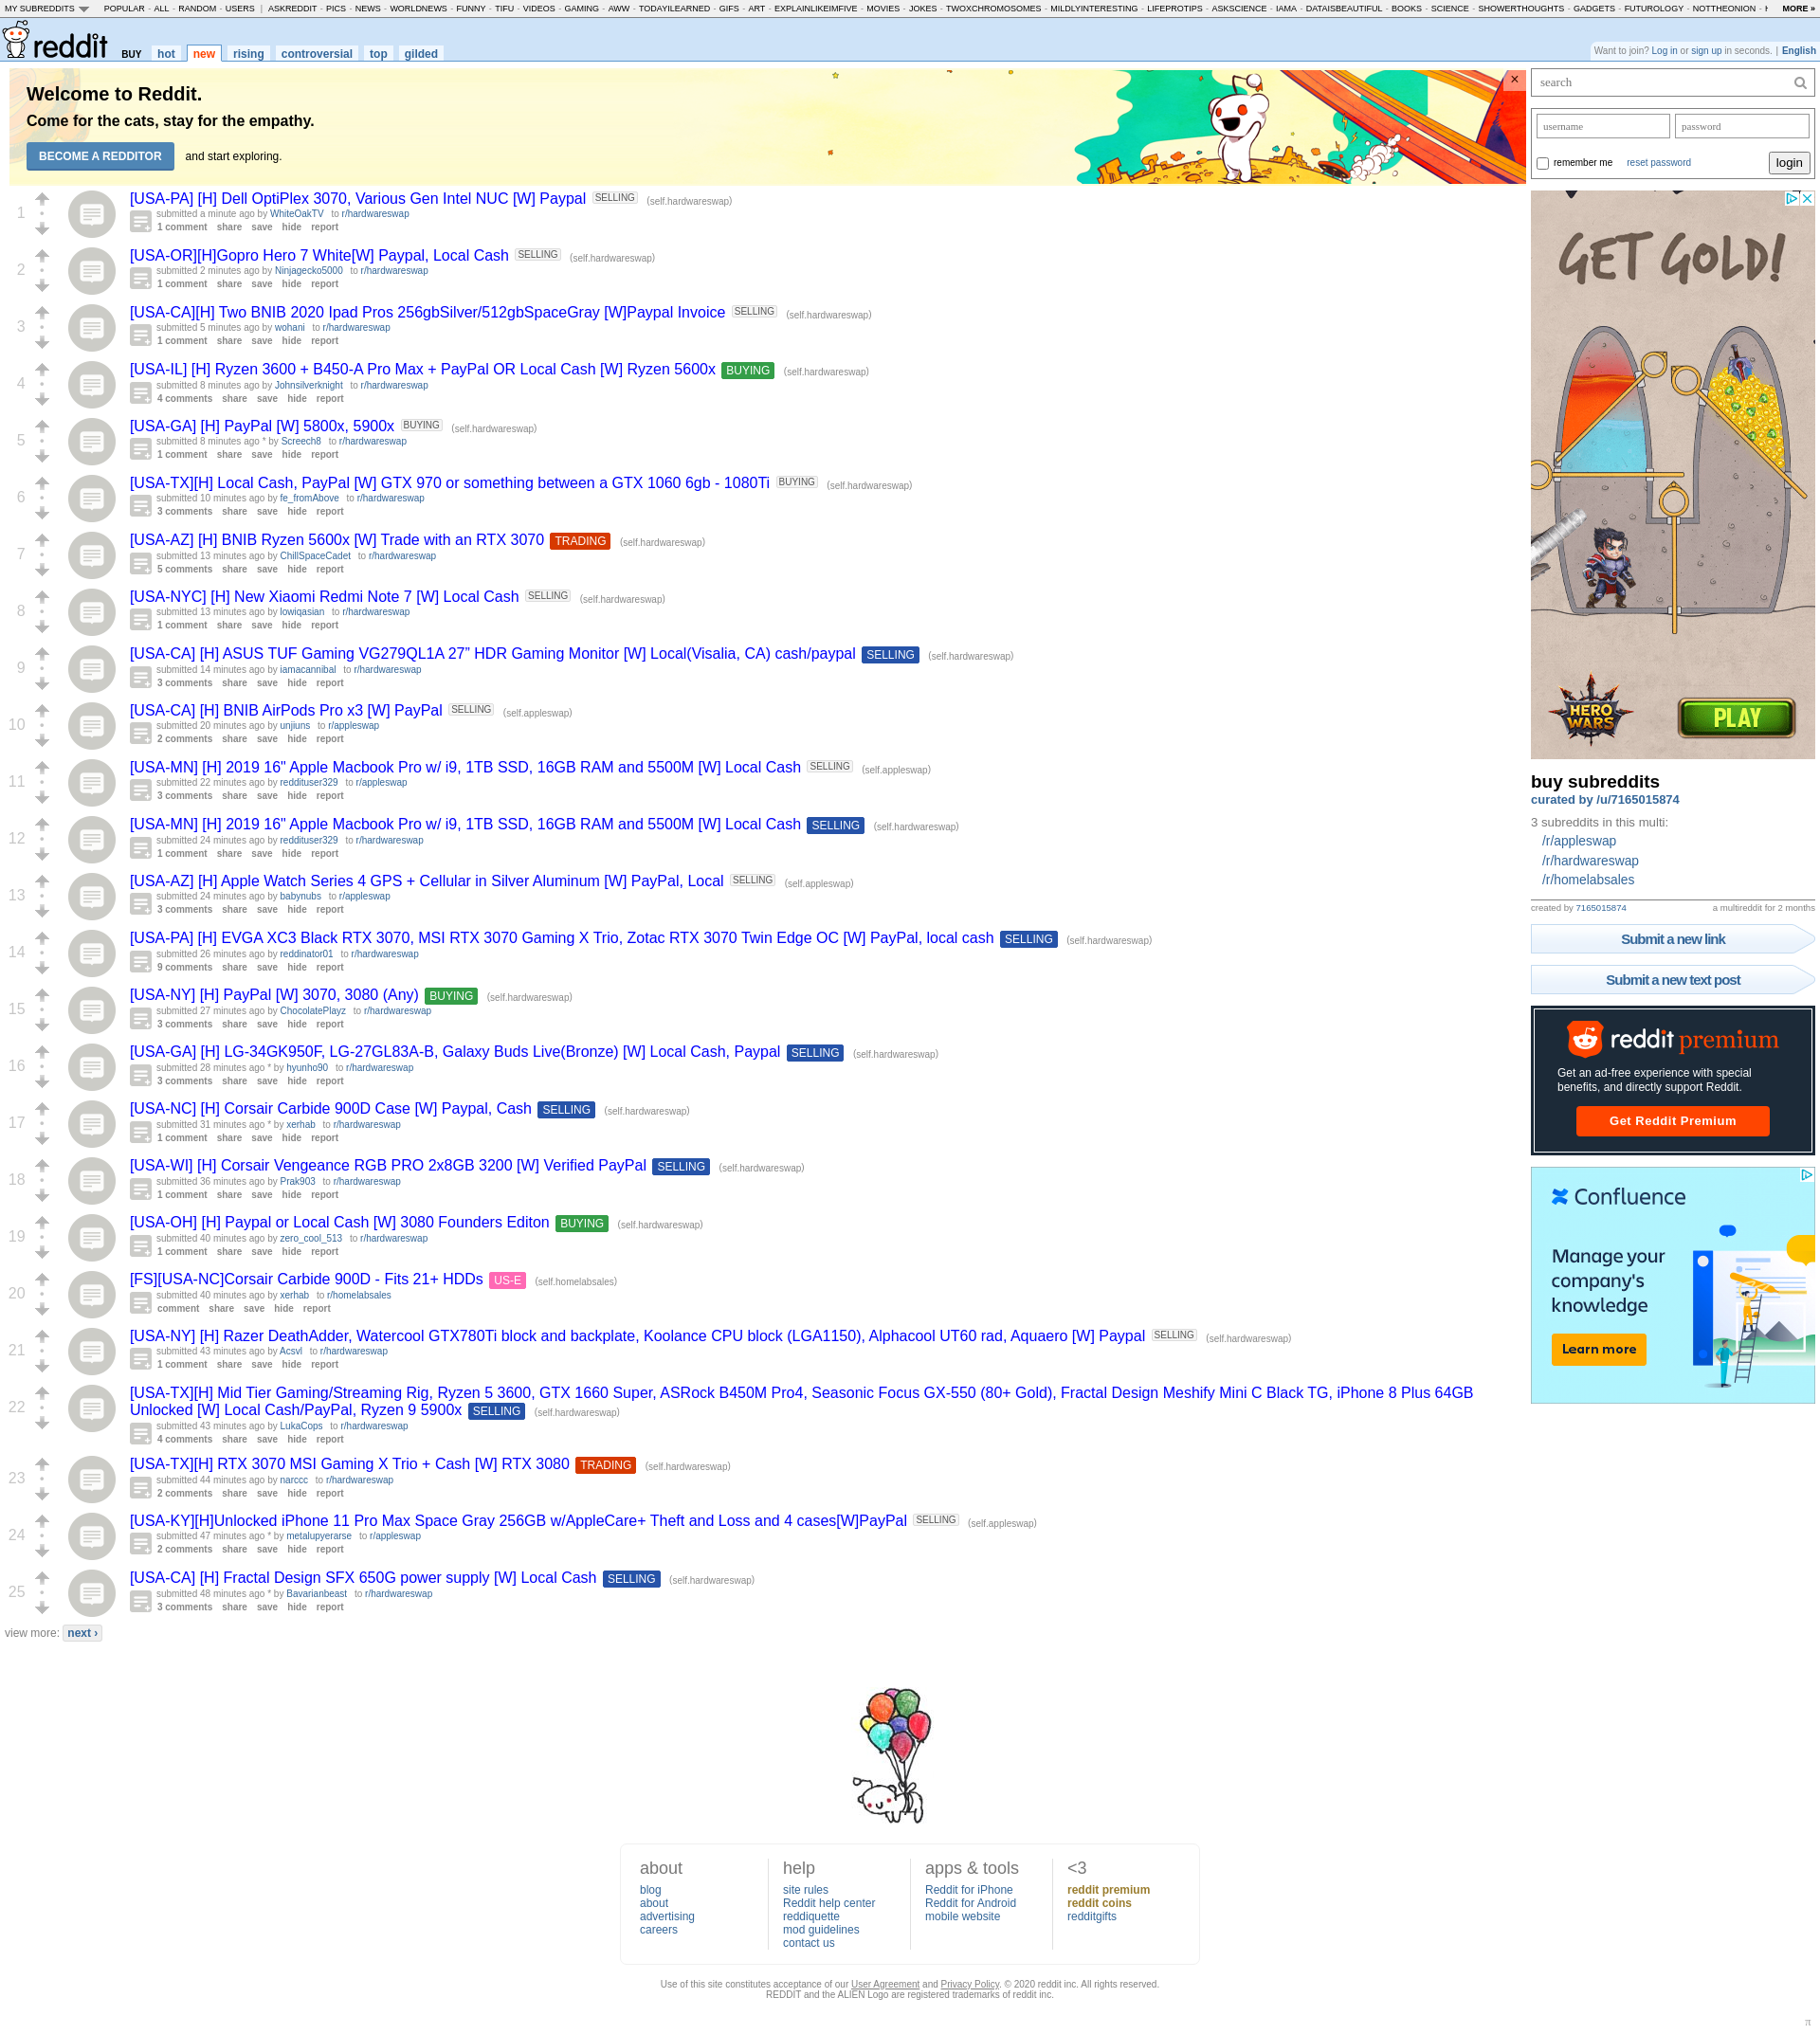 MY SUBREDDITS POPULAR - ALL - RANDOM - USERS | ASKREDDIT - PICS - NEWS - WORLDNEWS - FUNNY - TIFU - VIDEOS - GAMING - AWW - TODAYILEARNED - GIFS - ART - EXPLAINLIKEIMFIVE - MOVIES - JOKES - TWOXCHROMOSOMES - MILDLYINTERESTING - LIFEPROTIPS - ASKSCIENCE - IAMA - DATAISBEAUTIFUL - BOOKS - SCIENCE - SHOWERTHOUGHTS - GADGETS - FUTUROLOGY - NOTTHEONION - MORE »
reddit BUY hot new rising controversial top gilded
Want to join? Log in or sign up in seconds. | English
Welcome to Reddit.
Come for the cats, stay for the empathy.
BECOME A REDDITOR and start exploring.
×
1
[USA-PA] [H] Dell OptiPlex 3070, Various Gen Intel NUC [W] Paypal SELLING (self.hardwareswap)
submitted a minute ago by WhiteOakTV to r/hardwareswap
1 comment share save hide report
2
[USA-OR][H]Gopro Hero 7 White[W] Paypal, Local Cash SELLING (self.hardwareswap)
submitted 2 minutes ago by Ninjagecko5000 to r/hardwareswap
1 comment share save hide report
3
[USA-CA][H] Two BNIB 2020 Ipad Pros 256gbSilver/512gbSpaceGray [W]Paypal Invoice SELLING (self.hardwareswap)
submitted 5 minutes ago by wohani to r/hardwareswap
1 comment share save hide report
4
[USA-IL] [H] Ryzen 3600 + B450-A Pro Max + PayPal OR Local Cash [W] Ryzen 5600x BUYING (self.hardwareswap)
submitted 8 minutes ago by Johnsilverknight to r/hardwareswap
4 comments share save hide report
5
[USA-GA] [H] PayPal [W] 5800x, 5900x BUYING (self.hardwareswap)
submitted 8 minutes ago * by Screech8 to r/hardwareswap
1 comment share save hide report
6
[USA-TX][H] Local Cash, PayPal [W] GTX 970 or something between a GTX 1060 6gb - 1080Ti BUYING (self.hardwareswap)
submitted 10 minutes ago by fe_fromAbove to r/hardwareswap
3 comments share save hide report
7
[USA-AZ] [H] BNIB Ryzen 5600x [W] Trade with an RTX 3070 TRADING (self.hardwareswap)
submitted 13 minutes ago by ChillSpaceCadet to r/hardwareswap
5 comments share save hide report
8
[USA-NYC] [H] New Xiaomi Redmi Note 7 [W] Local Cash SELLING (self.hardwareswap)
submitted 13 minutes ago by lowiqasian to r/hardwareswap
1 comment share save hide report
9
[USA-CA] [H] ASUS TUF Gaming VG279QL1A 27” HDR Gaming Monitor [W] Local(Visalia, CA) cash/paypal SELLING (self.hardwareswap)
submitted 14 minutes ago by iamacannibal to r/hardwareswap
3 comments share save hide report
10
[USA-CA] [H] BNIB AirPods Pro x3 [W] PayPal SELLING (self.appleswap)
submitted 20 minutes ago by unjiuns to r/appleswap
2 comments share save hide report
11
[USA-MN] [H] 2019 16" Apple Macbook Pro w/ i9, 1TB SSD, 16GB RAM and 5500M [W] Local Cash SELLING (self.appleswap)
submitted 22 minutes ago by reddituser329 to r/appleswap
3 comments share save hide report
12
[USA-MN] [H] 2019 16" Apple Macbook Pro w/ i9, 1TB SSD, 16GB RAM and 5500M [W] Local Cash SELLING (self.hardwareswap)
submitted 24 minutes ago by reddituser329 to r/hardwareswap
1 comment share save hide report
13
[USA-AZ] [H] Apple Watch Series 4 GPS + Cellular in Silver Aluminum [W] PayPal, Local SELLING (self.appleswap)
submitted 24 minutes ago by babynubs to r/appleswap
3 comments share save hide report
14
[USA-PA] [H] EVGA XC3 Black RTX 3070, MSI RTX 3070 Gaming X Trio, Zotac RTX 3070 Twin Edge OC [W] PayPal, local cash SELLING (self.hardwareswap)
submitted 26 minutes ago by reddinator01 to r/hardwareswap
9 comments share save hide report
15
[USA-NY] [H] PayPal [W] 3070, 3080 (Any) BUYING (self.hardwareswap)
submitted 27 minutes ago by ChocolatePlayz to r/hardwareswap
3 comments share save hide report
16
[USA-GA] [H] LG-34GK950F, LG-27GL83A-B, Galaxy Buds Live(Bronze) [W] Local Cash, Paypal SELLING (self.hardwareswap)
submitted 28 minutes ago * by hyunho90 to r/hardwareswap
3 comments share save hide report
17
[USA-NC] [H] Corsair Carbide 900D Case [W] Paypal, Cash SELLING (self.hardwareswap)
submitted 31 minutes ago * by xerhab to r/hardwareswap
1 comment share save hide report
18
[USA-WI] [H] Corsair Vengeance RGB PRO 2x8GB 3200 [W] Verified PayPal SELLING (self.hardwareswap)
submitted 36 minutes ago by Prak903 to r/hardwareswap
1 comment share save hide report
19
[USA-OH] [H] Paypal or Local Cash [W] 3080 Founders Editon BUYING (self.hardwareswap)
submitted 40 minutes ago by zero_cool_513 to r/hardwareswap
1 comment share save hide report
20
[FS][USA-NC]Corsair Carbide 900D - Fits 21+ HDDs US-E (self.homelabsales)
submitted 40 minutes ago by xerhab to r/homelabsales
comment share save hide report
21
[USA-NY] [H] Razer DeathAdder, Watercool GTX780Ti block and backplate, Koolance CPU block (LGA1150), Alphacool UT60 rad, Aquaero [W] Paypal SELLING (self.hardwareswap)
submitted 43 minutes ago by Acsvl to r/hardwareswap
1 comment share save hide report
22
[USA-TX][H] Mid Tier Gaming/Streaming Rig, Ryzen 5 3600, GTX 1660 Super, ASRock B450M Pro4, Seasonic Focus GX-550 (80+ Gold), Fractal Design Meshify Mini C Black TG, iPhone 8 Plus 64GB
Unlocked [W] Local Cash/PayPal, Ryzen 9 5900x SELLING (self.hardwareswap)
submitted 43 minutes ago by LukaCops to r/hardwareswap
4 comments share save hide report
23
[USA-TX][H] RTX 3070 MSI Gaming X Trio + Cash [W] RTX 3080 TRADING (self.hardwareswap)
submitted 44 minutes ago by narccc to r/hardwareswap
2 comments share save hide report
24
[USA-KY][H]Unlocked iPhone 11 Pro Max Space Gray 256GB w/AppleCare+ Theft and Loss and 4 cases[W]PayPal SELLING (self.appleswap)
submitted 47 minutes ago * by metalupyerarse to r/appleswap
2 comments share save hide report
25
[USA-CA] [H] Fractal Design SFX 650G power supply [W] Local Cash SELLING (self.hardwareswap)
submitted 48 minutes ago * by Bavarianbeast to r/hardwareswap
3 comments share save hide report
view more: next ›
search
username password
remember me reset password login
GET GOLD!
HERO WARS
PLAY
buy subreddits
curated by /u/7165015874
3 subreddits in this multi:
/r/appleswap
/r/hardwareswap
/r/homelabsales
created by 7165015874 a multireddit for 2 months
Submit a new link
Submit a new text post
reddit premium
Get an ad-free experience with special
benefits, and directly support Reddit.
Get Reddit Premium
Confluence
Manage your
company's
knowledge
Learn more
about
blog
about
advertising
careers
help
site rules
Reddit help center
reddiquette
mod guidelines
contact us
apps & tools
Reddit for iPhone
Reddit for Android
mobile website
<3
reddit premium
reddit coins
redditgifts
Use of this site constitutes acceptance of our User Agreement and Privacy Policy. © 2020 reddit inc. All rights reserved.
REDDIT and the ALIEN Logo are registered trademarks of reddit inc.
π